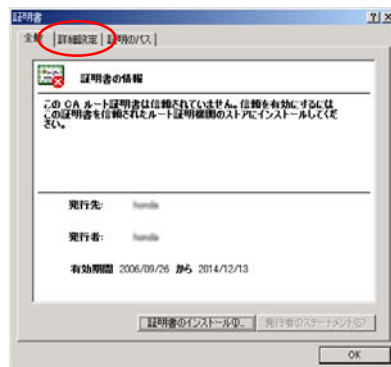 証明書
全般 詳細設定 証明のパス
証明書の情報
この CA ルート証明書は信頼されていません。信頼を有効にするには
この証明書を信頼されたルート証明機関のストアにインストールしてくだ
さい。
発行先: honda
発行者: honda
有効期間 2006/09/26 から 2014/12/13
証明書のインストール(I)... 発行者のステートメント(S)
OK